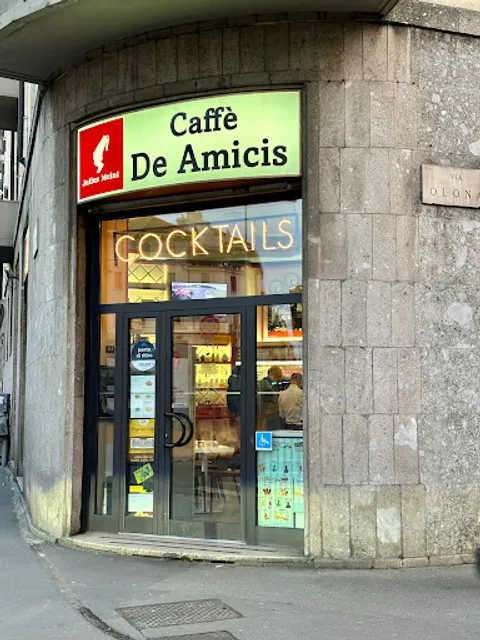 Caffè
De Amicis
Julius Meinl
COCKTAILS
VIA
OLONA